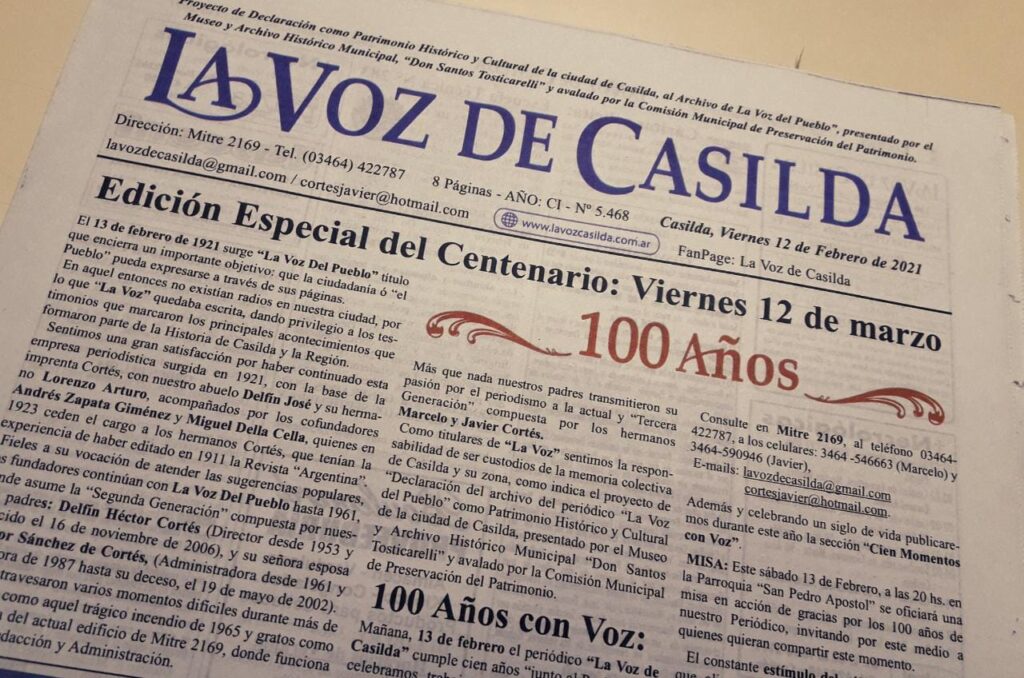 Proyecto de Declaración como Patrimonio Histórico y Cultural de la ciudad de Casilda, al Archivo de La Voz del Pueblo", presentado por el
Museo y Archivo Histórico Municipal, "Don Santos Tosticarelli" y avalado por la Comisión Municipal de Preservación del Patrimonio.
LA VOZ DE CASILDA
Dirección: Mitre 2169 - Tel. (03464) 422787
lavozdecasilda@gmail.com / cortesjavier@hotmail.com
8 Páginas - AÑO: CI - Nº 5.468
www.lavozcasilda.com.ar
Casilda, Viernes 12 de Febrero de 2021
FanPage: La Voz de Casilda
Edición Especial del Centenario: Viernes 12 de marzo
100 Años
El 13 de febrero de 1921 surge "La Voz Del Pueblo" título
que encierra un importante objetivo: que la ciudadanía ó "el
Pueblo" pueda expresarse a través de sus páginas.
En aquel entonces no existían radios en nuestra ciudad, por
lo que "La Voz" quedaba escrita, dando privilegio a los tes-
timonios que marcaron los principales acontecimientos que
formaron parte de la Historia de Casilda y la Región.
Sentimos una gran satisfacción por haber continuado esta
empresa periodística surgida en 1921, con la base de la
imprenta Cortés, con nuestro abuelo Delfín José y su herma-
no Lorenzo Arturo, acompañados por los cofundadores
Andrés Zapata Giménez y Miguel Della Cella, quienes en
1923 ceden el cargo a los hermanos Cortés, que tenían la
experiencia de haber editado en 1911 la Revista "Argentina".
Fieles a su vocación de atender las sugerencias populares,
s fundadores continúan con La Voz Del Pueblo hasta 1961,
nde asume la "Segunda Generación" compuesta por nues-
padres: Delfín Héctor Cortés (Director desde 1953 y
cido el 16 de noviembre de 2006), y su señora esposa
or Sánchez de Cortés, (Administradora desde 1961 y
ora de 1987 hasta su deceso, el 19 de mayo de 2002).
travesaron varios momentos difíciles durante más de
como aquel trágico incendio de 1965 y gratos como
n del actual edificio de Mitre 2169, donde funciona
dacción y Administración.
Más que nada nuestros padres transmitieron su
pasión por el periodismo a la actual y "Tercera
Generación" compuesta por los hermanos
Marcelo y Javier Cortés.
Como titulares de "La Voz" sentimos la respon-
sabilidad de ser custodios de la memoria colectiva
de Casilda y su zona, como indica el proyecto de
"Declaración del archivo del periódico "La Voz
del Pueblo" como Patrimonio Histórico y Cultural
de la ciudad de Casilda, presentado por el Museo
y Archivo Histórico Municipal "Don Santos
Tosticarelli" y avalado por la Comisión Municipal
de Preservación del Patrimonio.
100 Años con Voz:
Mañana, 13 de febrero el periódico "La Voz de
Casilda" cumple cien años "junto al
celebramos
Consulte en Mitre 2169, al teléfono 03464-
422787, a los celulares: 3464 -546663 (Marcelo) y
3464-590946 (Javier),
E-mails: lavozdecasilda@gmail.com
cortesjavier@hotmail.com.
Además y celebrando un siglo de vida publicare-
mos durante este año la sección "Cien Momentos
con Voz".
MISA: Este sábado 13 de Febrero, a las 20 hs. en
la Parroquia "San Pedro Apostol" se oficiará una
misa en acción de gracias por los 100 años de
nuestro Periódico, invitando por este medio a
quienes quieran compartir este momento.
El constante estímulo del